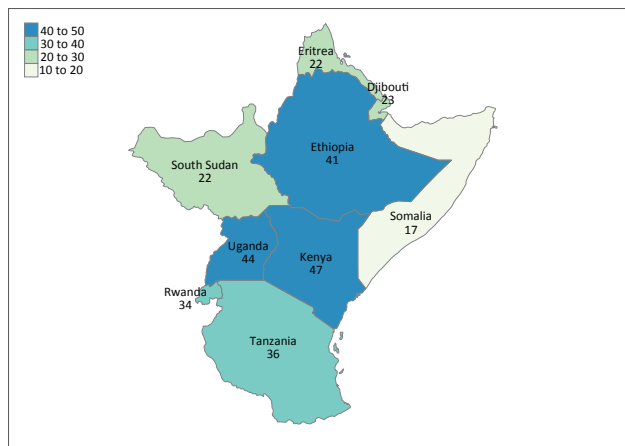 40 to 50
30 to 40
20 to 30
10 to 20
Eritrea
22
Djibouti
23
Ethiopia
41
South Sudan
22
Somalia
17
Uganda
44
Kenya
47
Rwanda
34
Tanzania
36